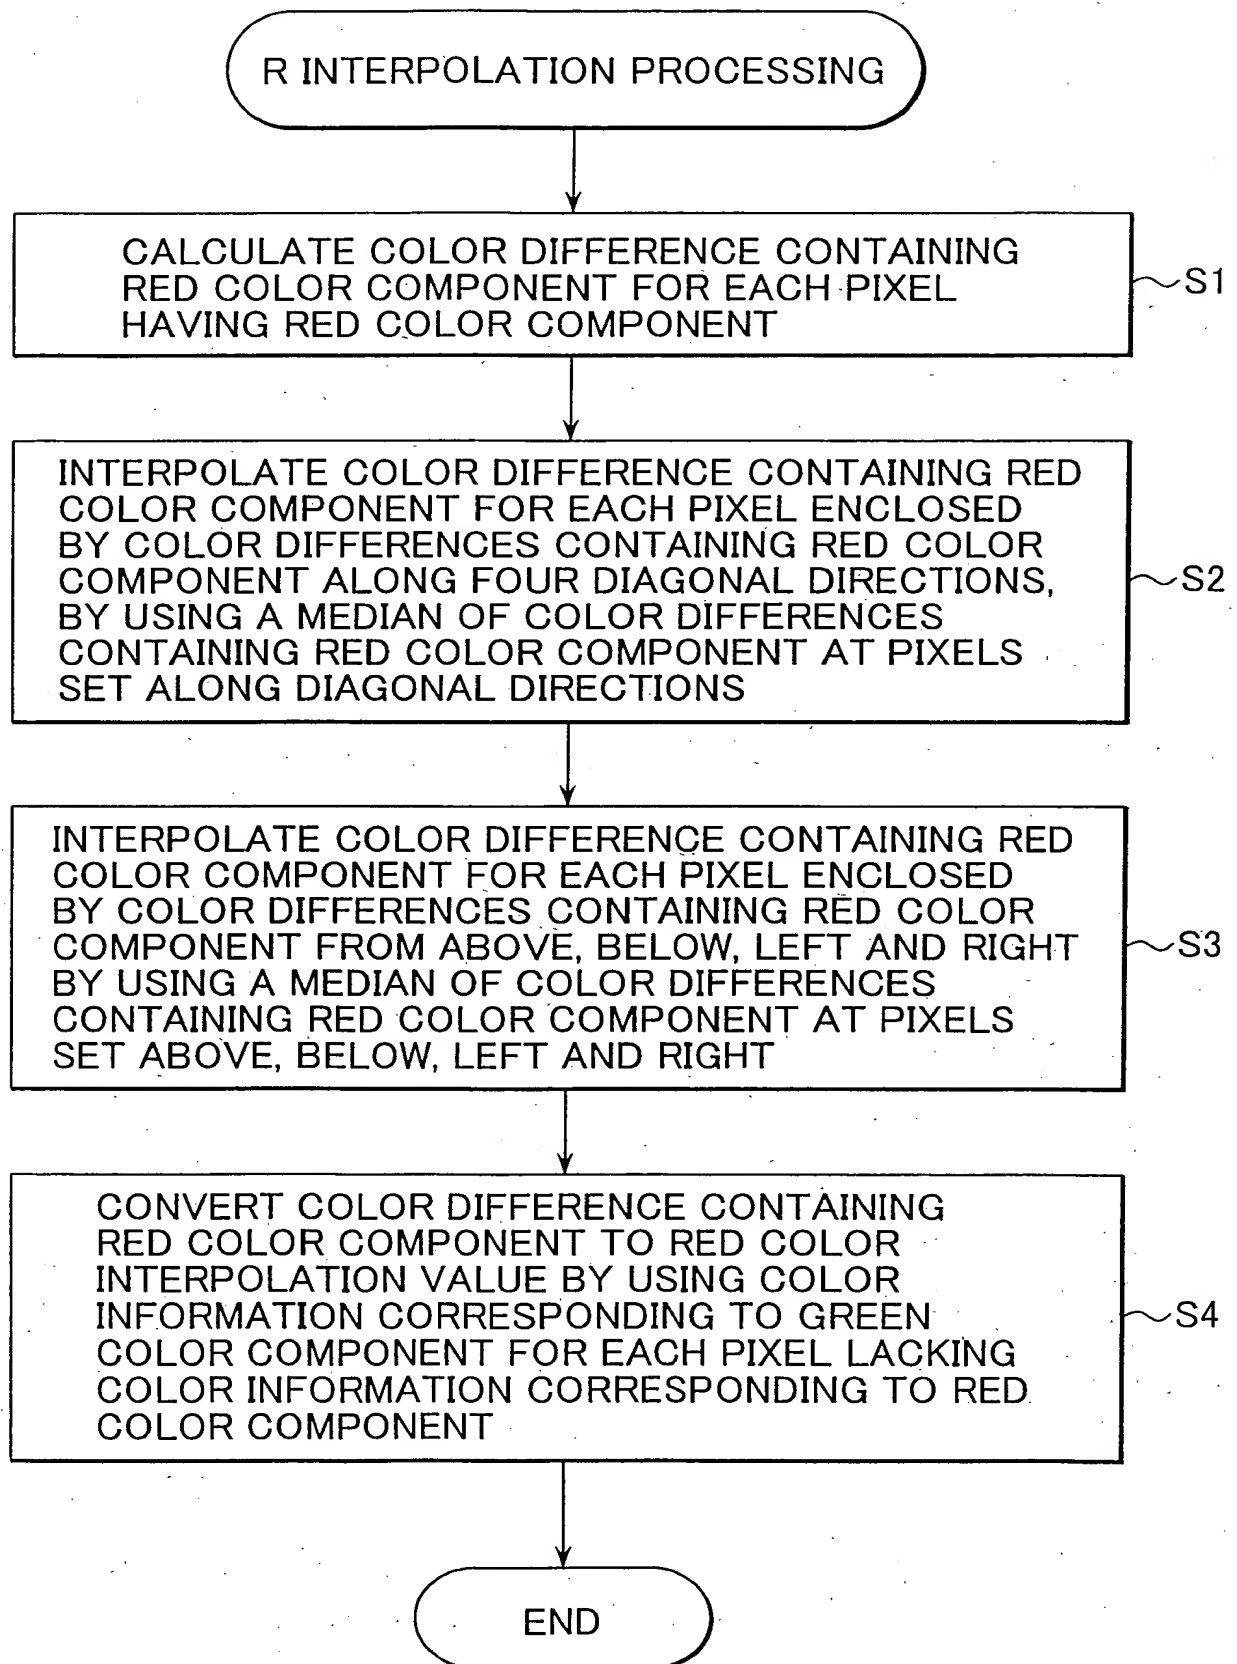 R INTERPOLATION PROCESSING
CALCULATE COLOR DIFFERENCE CONTAINING
RED COLOR COMPONENT FOR EACH PIXEL
HAVING RED COLOR COMPONENT
S1
INTERPOLATE COLOR DIFFERENCE CONTAINING RED
COLOR COMPONENT FOR EACH PIXEL ENCLOSED
BY COLOR DIFFERENCES CONTAINING RED COLOR
COMPONENT ALONG FOUR DIAGONAL DIRECTIONS,
BY USING A MEDIAN OF COLOR DIFFERENCES
CONTAINING RED COLOR COMPONENT AT PIXELS
SET ALONG DIAGONAL DIRECTIONS
S2
INTERPOLATE COLOR DIFFERENCE CONTAINING RED
COLOR COMPONENT FOR EACH PIXEL ENCLOSED
BY COLOR DIFFERENCES CONTAINING RED COLOR
COMPONENT FROM ABOVE, BELOW, LEFT AND RIGHT
BY USING A MEDIAN OF COLOR DIFFERENCES
CONTAINING RED COLOR COMPONENT AT PIXELS
SET ABOVE, BELOW, LEFT AND RIGHT
S3
CONVERT COLOR DIFFERENCE CONTAINING
RED COLOR COMPONENT TO RED COLOR
INTERPOLATION VALUE BY USING COLOR
INFORMATION CORRESPONDING TO GREEN
COLOR COMPONENT FOR EACH PIXEL LACKING
COLOR INFORMATION CORRESPONDING TO RED
COLOR COMPONENT
S4
END